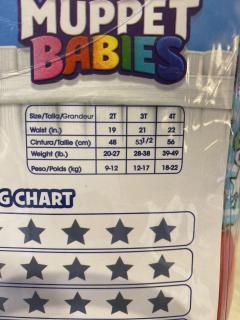 MUPPET
BABIES
Size/Talla/Grandeur 2T 3T 4T
Waist (in.) 19 21 22
Cintura/Taille (cm) 48 53 1/2 56
Weight (lb.) 20-27 28-38 39-49
Peso/Poids (kg) 9-12 12-17 18-22
G CHART